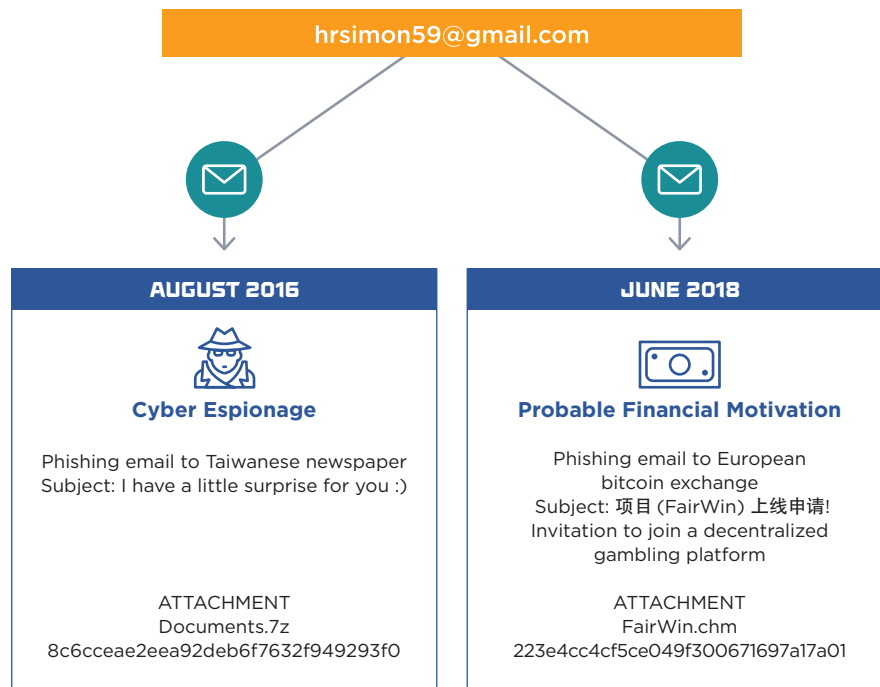 hrsimon59@gmail.com
AUGUST 2016
Cyber Espionage
Phishing email to Taiwanese newspaper
Subject: I have a little surprise for you :)
ATTACHMENT
Documents.7z
8c6cceae2eea92deb6f7632f949293f0
JUNE 2018
Probable Financial Motivation
Phishing email to European
bitcoin exchange
Subject: 项目 (FairWin) 上线申请!
Invitation to join a decentralized
gambling platform
ATTACHMENT
FairWin.chm
223e4cc4cf5ce049f300671697a17a01